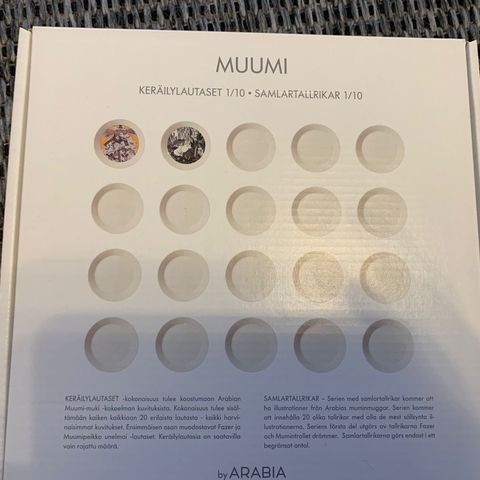 MUUMI
KERÄILYLAUTASET 1/10 • SAMLARTALLRIKAR 1/10
KERÄILYLAUTASET -kokonaisuus tulee koostumaan Arabian
Muumi-muki -kokoelman kuvituksista. Kokonaisuus tulee sisäl-
tämään kaiken kaikkiaan 20 erilaista lautasta - kaikki harvi-
naisimmat kuvitukset. Ensimmäisen osan muodostavat Fazer ja
Muumipeikko unelmoi -lautaset. Keräilylautasia on saatavilla
vain rajattu määrä.
SAMLARTALLRIKAR – Serien med samlartallrikar kommer att
ha illustrationer från Arabias muminmuggar. Serien kommer
att innehålla 20 olika tallrikar med alla de mest sällsynta il-
lustrationerna. Seriens första del utgörs av tallrikarna Fazer
och Mumintrollet drömmer. Samlartallrikarna görs endast i ett
begränsat antal.
by ARABIA